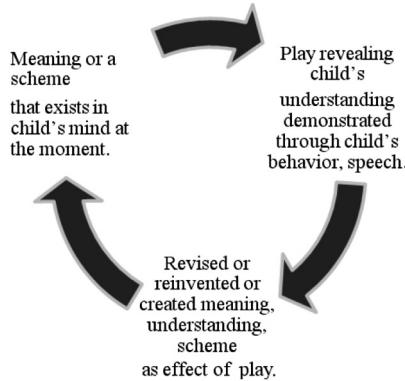 Meaning or a
scheme
that exists in
child's mind at
the moment.
Play revealing
child's
understanding
demonstrated
through child's
behavior, speech.
Revised or
reinvented or
created meaning,
understanding,
scheme
as effect of play.